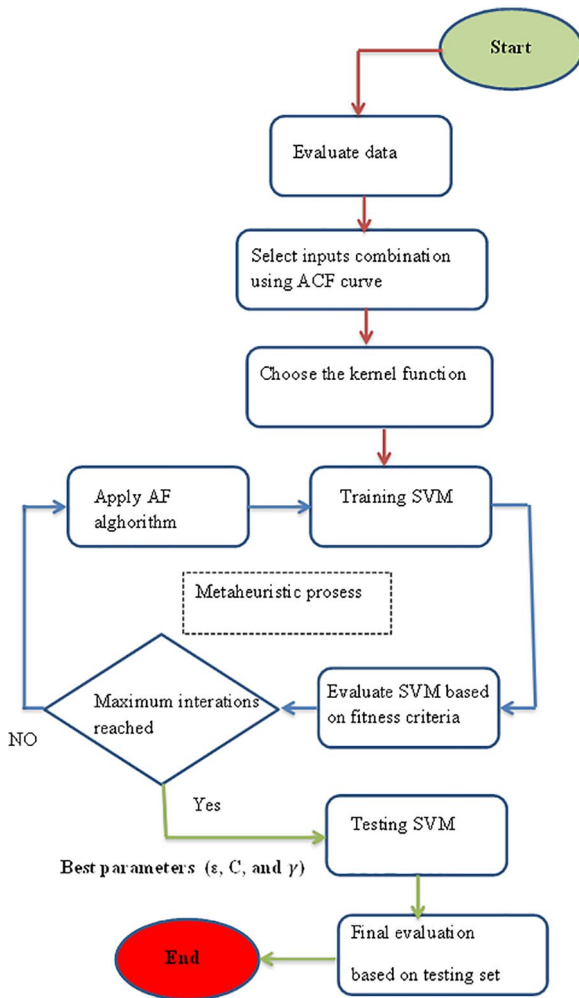 Start
Evaluate data
Select inputs combination
using ACF curve
Choose the kernel function
Apply AF
alghorithm
Training SVM
Metaheuristic prosess
Maximum interations
reached
Evaluate SVM based
on fitness criteria
NO
Yes
Testing SVM
Best parameters (ε, C, and γ)
Final evaluation
based on testing set
End